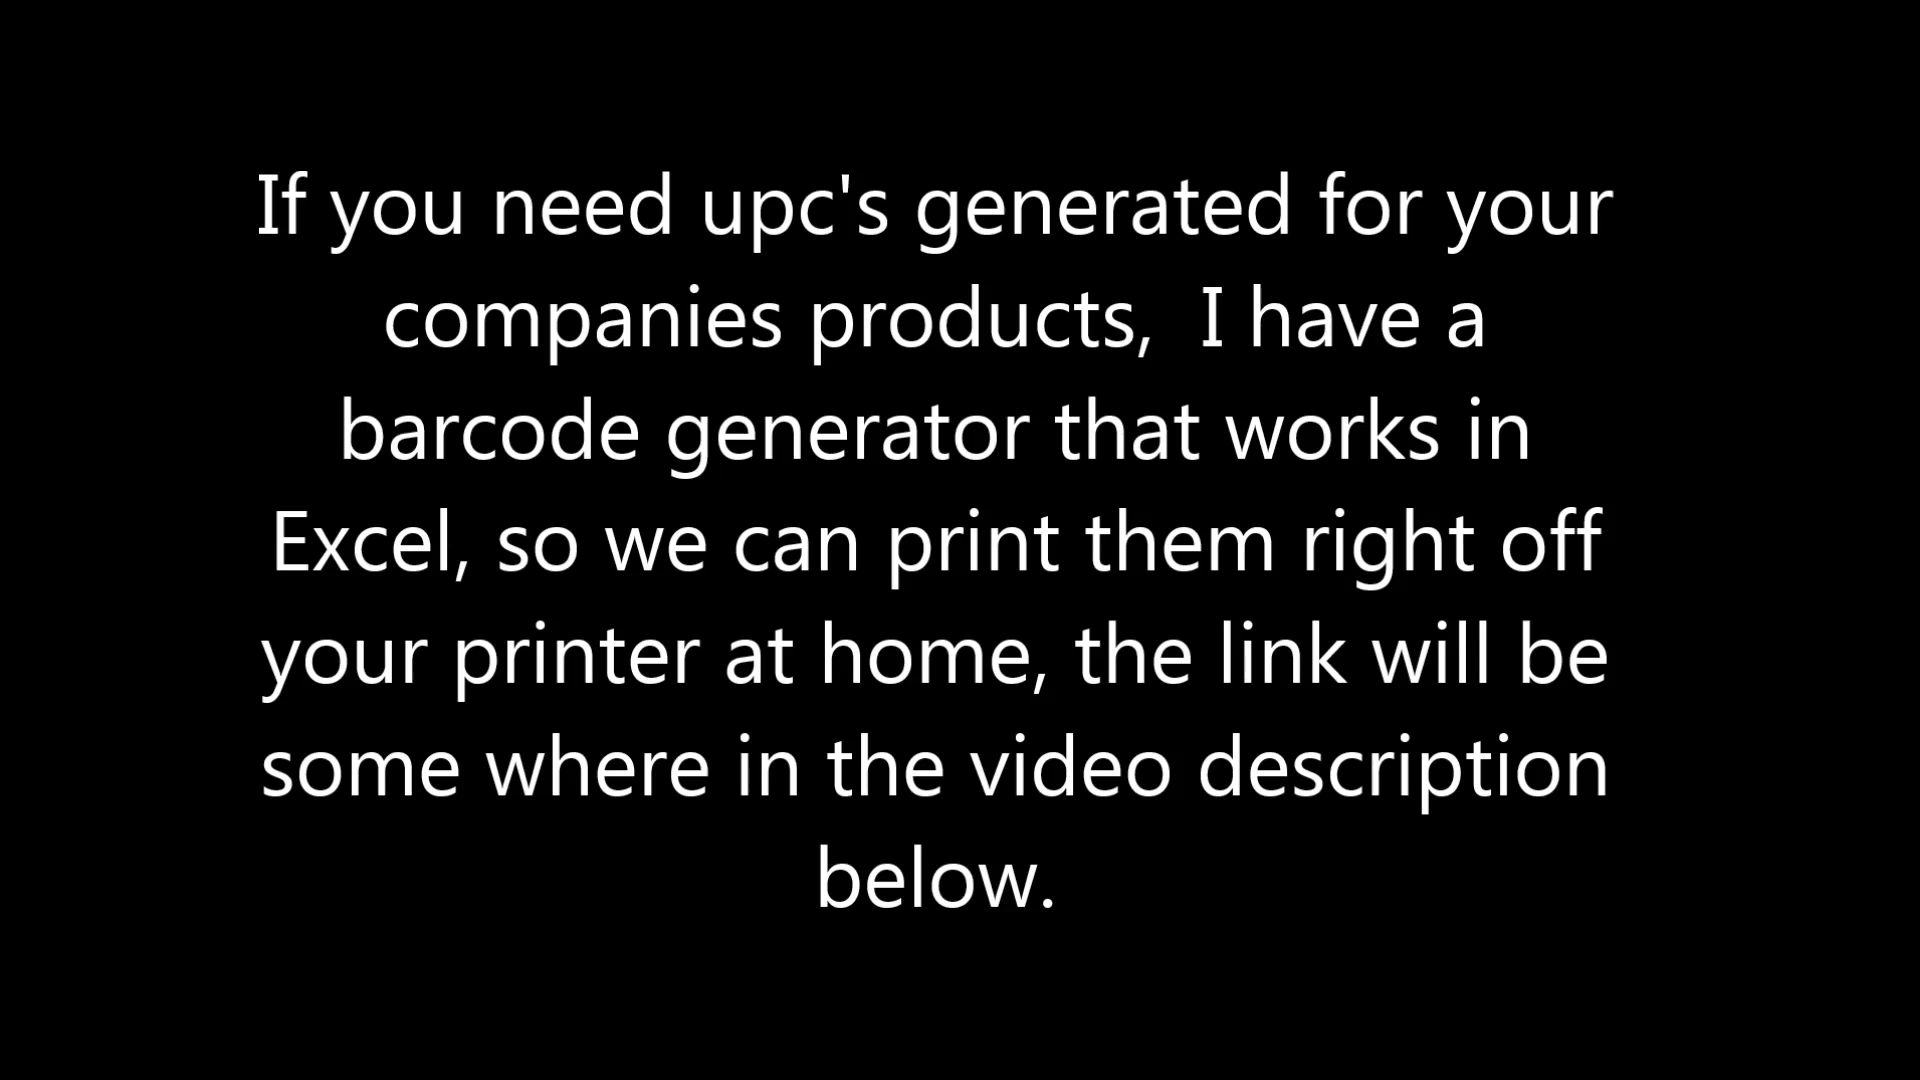 If you need upc's generated for your
companies products,  I have a
barcode generator that works in
Excel, so we can print them right off
your printer at home, the link will be
some where in the video description
below.